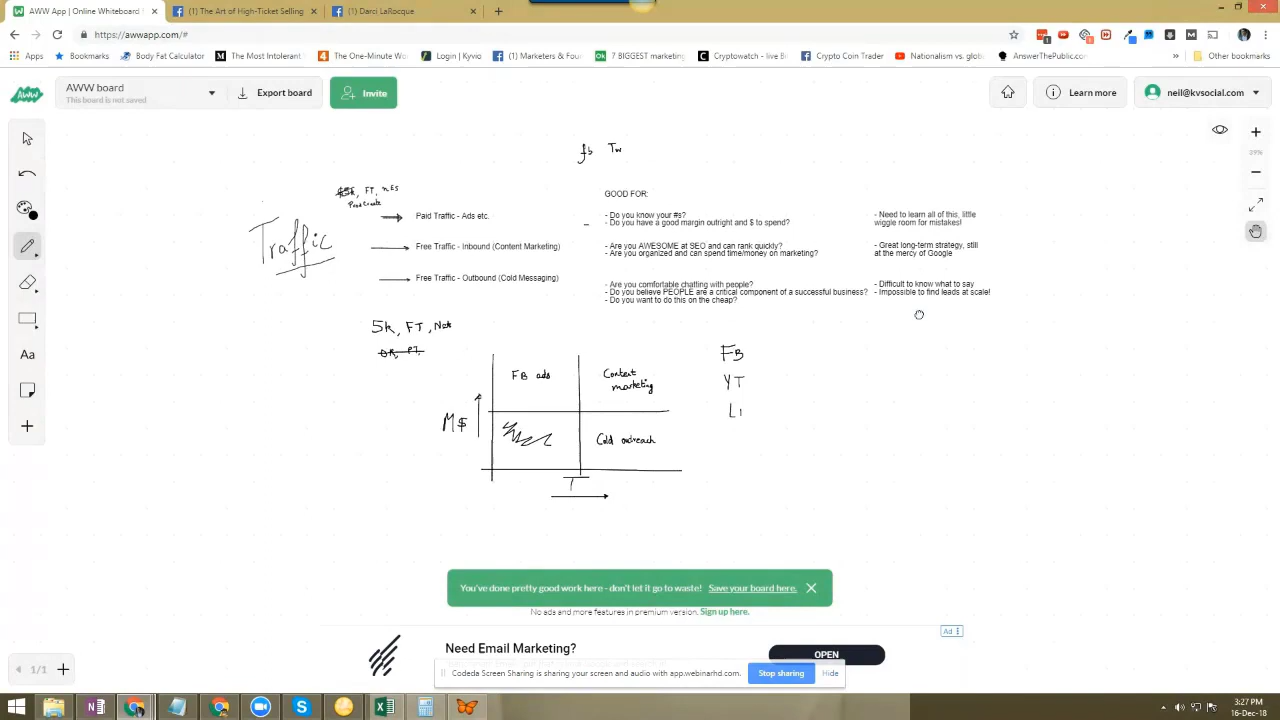 AWW App | Online Whiteboard
(1) The Art of High-Ticket Selling
(1) Darci LaRocque
M$
https://awwapp.com/#
Apps
Bookmarks
Body Fat Calculator
The Most Intolerant
The One-Minute Wo
Login | Kyvio
(1) Marketers & Foun
7 BIGGEST marketing
Cryptowatch - live B
Crypto Coin Trader
Nationalism vs. glob
AnswerThePublic.com
Other bookmarks
AWW board
This board is not saved
Export board
Invite
Learn more
neil@kvsocial.com
29%
fb Tw
FT,
Traffic
Paid Traffic - Ads etc.
Free Traffic - Inbound (Content Marketing)
Free Traffic - Outbound (Cold Messaging)
GOOD FOR:
- Do you know your #s?
- Do you have a good margin outright and $ to spend?
- Are you AWESOME at SEO and can rank quickly?
- Are you organized and can spend time/money on marketing?
- Are you comfortable chatting with people?
- Do you believe PEOPLE are a critical component of a successful business?
- Do you want to do this on the cheap?
- Need to learn all of this, little
wiggle room for mistakes!
- Great long-term strategy, still
at the mercy of Google
- Difficult to know what to say
- Impossible to find leads at scale!
5k, FT, Not
FB ads
Content
marketing
M$
Cold outreach
T
FB
YT
LI
Aa
You've done pretty good work here - don't let it go to waste! Save your board here.
No ads and more features in premium version. Sign up here.
Ad
Need Email Marketing?
OPEN
Codeda Screen Sharing is sharing your screen and audio with app.webinarhd.com.
Stop sharing
Hide
1/1
3:27 PM
16-Dec-18